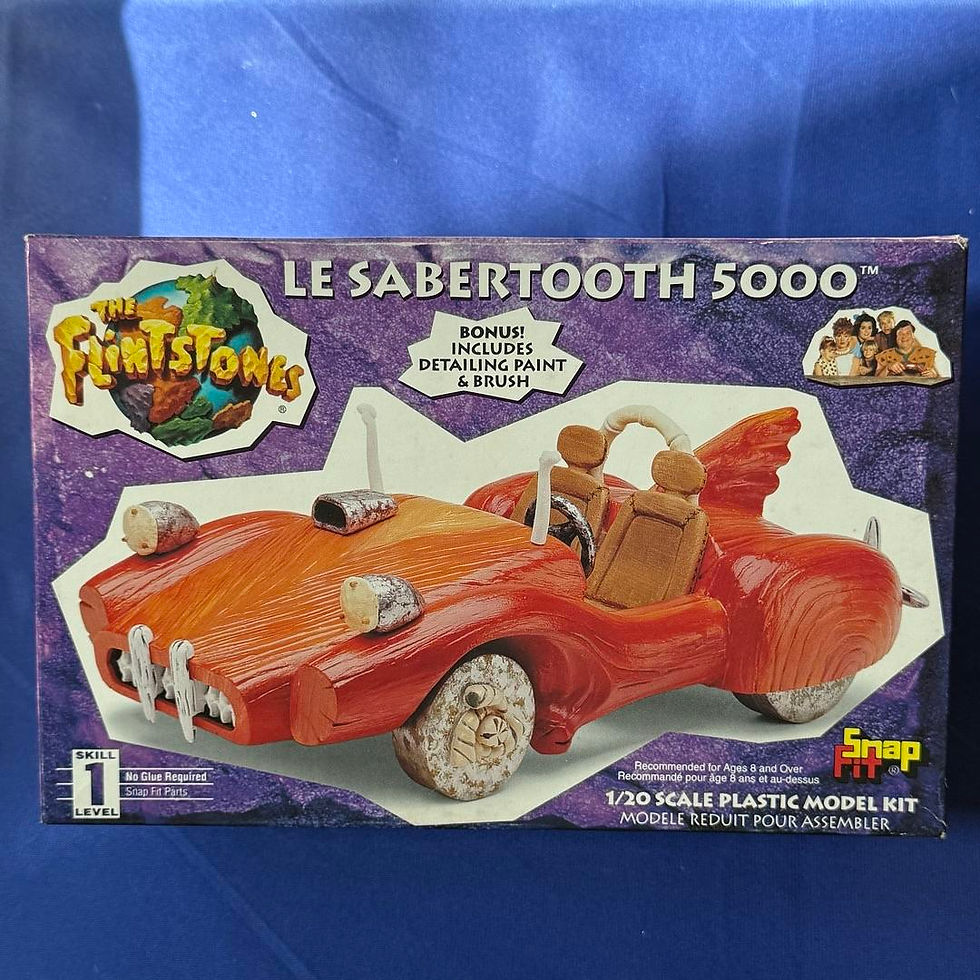 LE SABERTOOTH 5000™
THE
FLINTSTONES
®
BONUS!
INCLUDES
DETAILING PAINT
& BRUSH
SKILL
1
LEVEL
No Glue Required
Snap Fit Parts
Snap
Fit®
Recommended for Ages 8 and Over
Recommandé pour âge 8 ans et au-dessus
1/20 SCALE PLASTIC MODEL KIT
MODELE REDUIT POUR ASSEMBLER